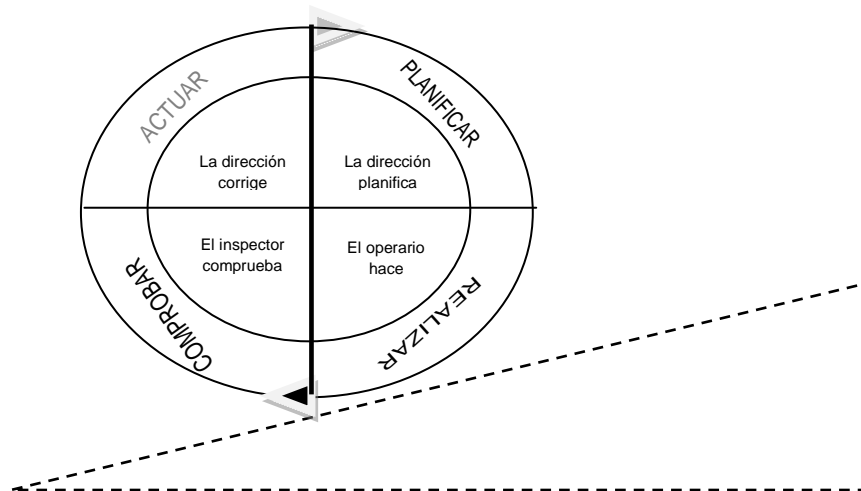 ACTUAR
PLANIFICAR
La dirección
corrige
La dirección
planifica
El inspector
comprueba
El operario
hace
COMPROBAR
REALIZAR